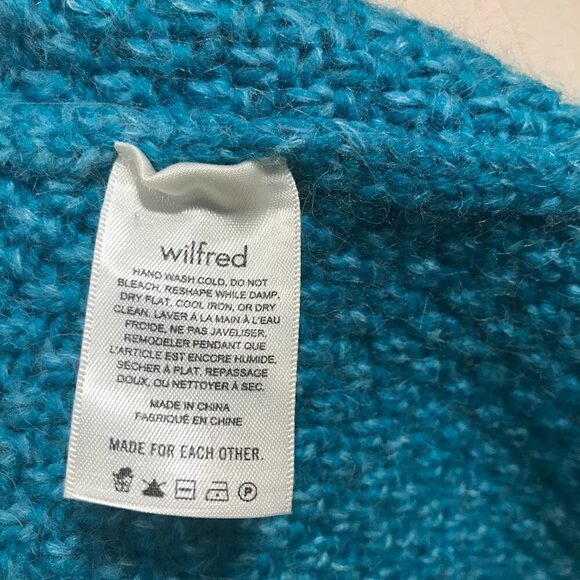 wilfred
HAND WASH COLD, DO NOT
BLEACH, RESHAPE WHILE DAMP,
DRY FLAT, COOL IRON, OR DRY
CLEAN. LAVER À LA MAIN À L'EAU
FROIDE, NE PAS JAVELISER,
REMODELER PENDANT QUE
L'ARTICLE EST ENCORE HUMIDE,
SÉCHER À PLAT, REPASSAGE
DOUX, OU NETTOYER À SEC.
MADE IN CHINA
FABRIQUÉ EN CHINE
MADE FOR EACH OTHER.
P